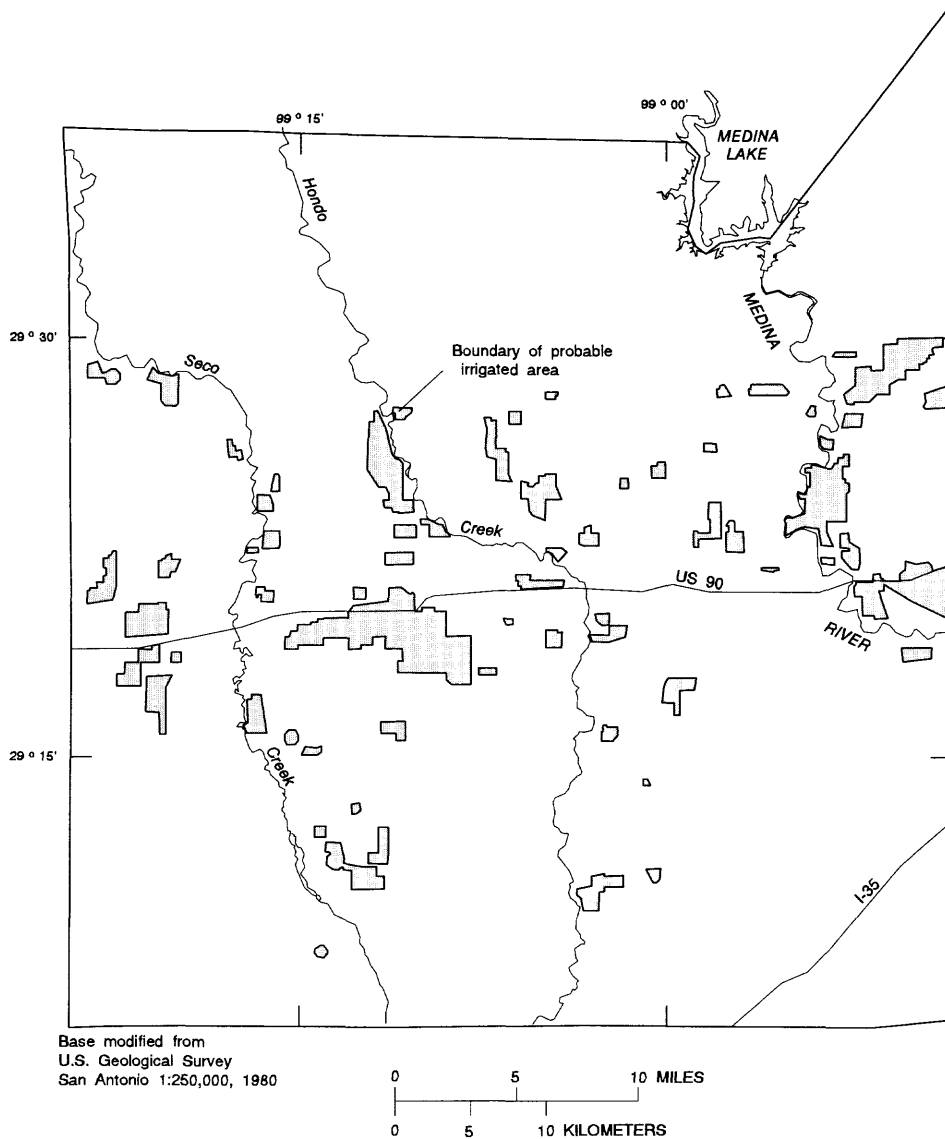 99 ° 15'
99 ° 00'
MEDINA
LAKE
Hondo
MEDINA
29 ° 30'
Seco
Boundary of probable
irrigated area
Creek
US 90
RIVER
29 ° 15'
Creek
I-35
Base modified from
U.S. Geological Survey
San Antonio 1:250,000, 1980
0 5 10 MILES
0 5 10 KILOMETERS